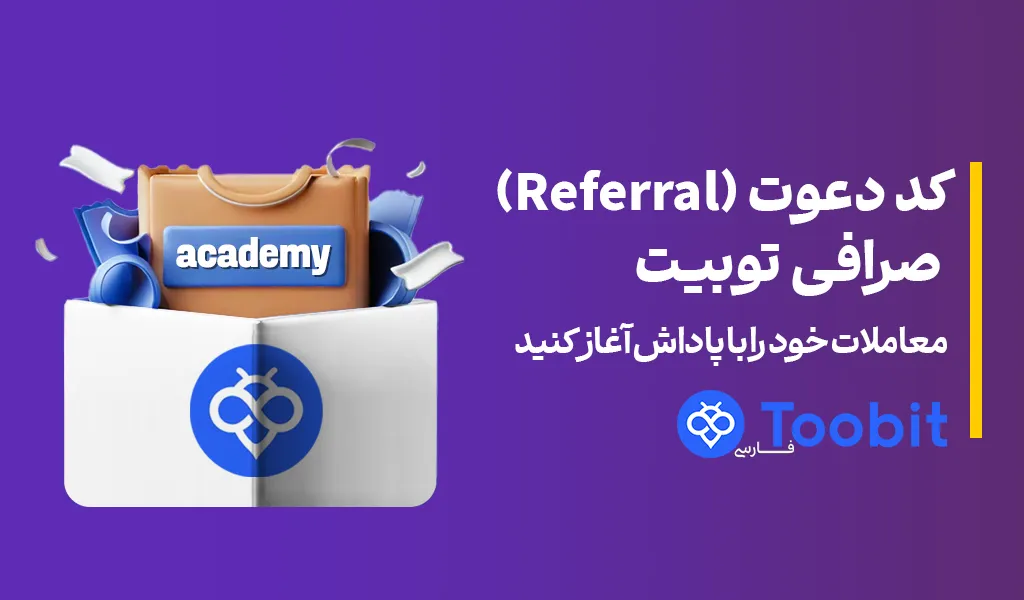 کد دعوت (Referral)
صرافی توبیت
معاملات خود را با پاداش آغاز کنید
Toobit
فارسی
academy